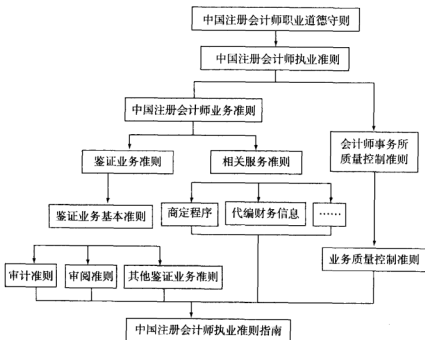 中国注册会计师职业道德守则
中国注册会计师执业准则
中国注册会计师业务准则
会计师事务所
质量控制准则
鉴证业务准则
相关服务准则
鉴证业务基本准则
商定程序
代编财务信息
……
业务质量控制准则
审计准则
审阅准则
其他鉴证业务准则
中国注册会计师执业准则指南